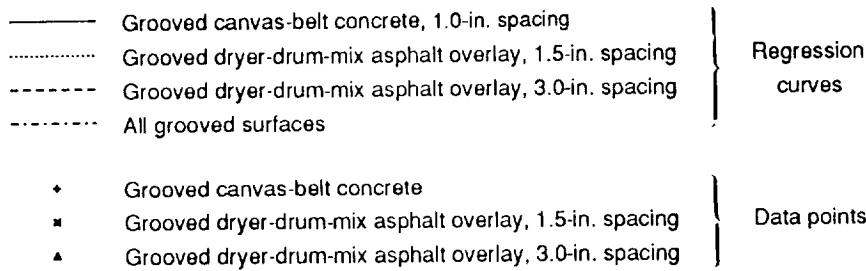 Grooved canvas-belt concrete, 1.0-in. spacing
Grooved dryer-drum-mix asphalt overlay, 1.5-in. spacing
Grooved dryer-drum-mix asphalt overlay, 3.0-in. spacing
All grooved surfaces
Regression
curves
Grooved canvas-belt concrete
Grooved dryer-drum-mix asphalt overlay, 1.5-in. spacing
Grooved dryer-drum-mix asphalt overlay, 3.0-in. spacing
Data points